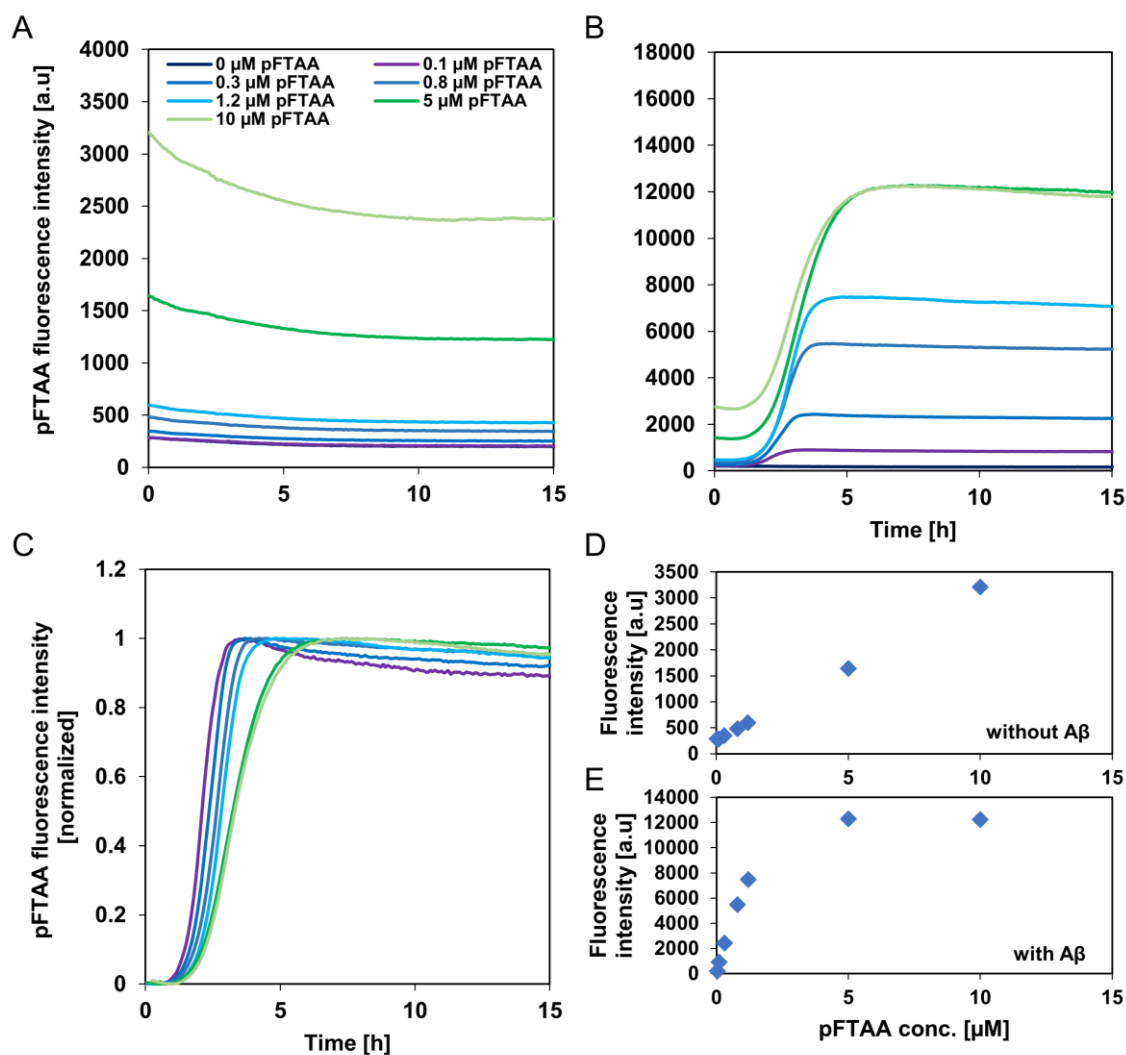 A
pFTAA fluorescence intensity [a.u]
4000
3500
3000
2500
2000
1500
1000
500
0
0 µM pFTAA
0.1 µM pFTAA
0.3 µM pFTAA
0.8 µM pFTAA
1.2 µM pFTAA
5 µM pFTAA
10 µM pFTAA
0
5
10
15
B
18000
16000
14000
12000
10000
8000
6000
4000
2000
0
0
5
10
15
Time [h]
C
pFTAA fluorescence intensity
[normalized]
1.2
1
0.8
0.6
0.4
0.2
0
0
5
10
15
Time [h]
D
Fluorescence
intensity [a.u]
3500
3000
2500
2000
1500
1000
500
0
without Aβ
0
5
10
15
E
Fluorescence
intensity [a.u]
14000
12000
10000
8000
6000
4000
2000
0
with Aβ
0
5
10
15
pFTAA conc. [µM]